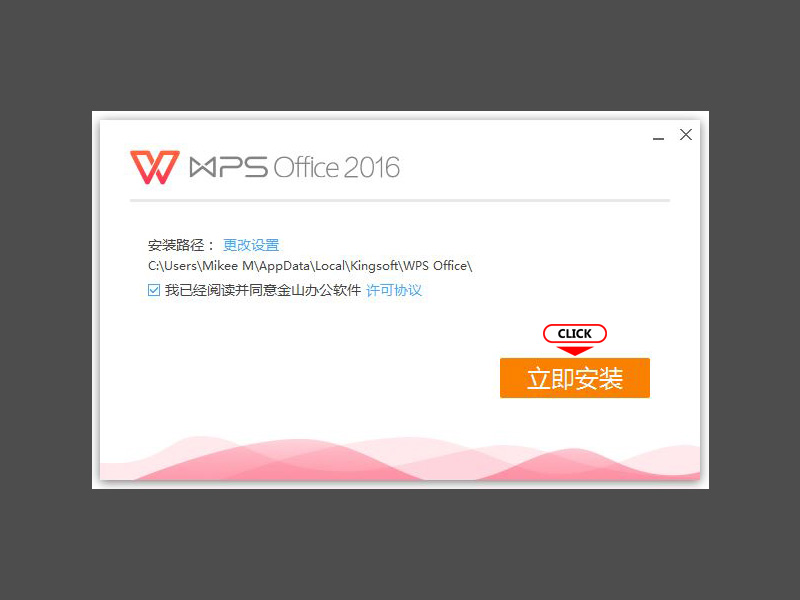 WPS Office 2016
安装路径： 更改设置
C:\Users\Mikee M\AppData\Local\Kingsoft\WPS Office\
我已经阅读并同意金山办公软件 许可协议
CLICK
立即安装